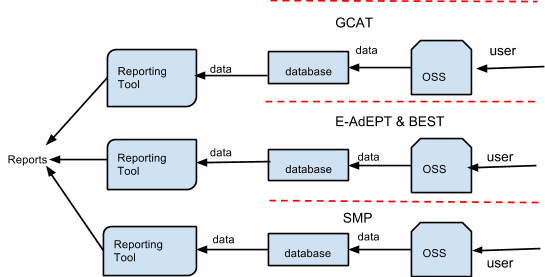 GCAT
data
user
data
Reporting
Tool
database
OSS
E-AdEPT & BEST
data
data
user
Reports
Reporting
Tool
database
OSS
SMP
data
data
Reporting
Tool
database
OSS
user